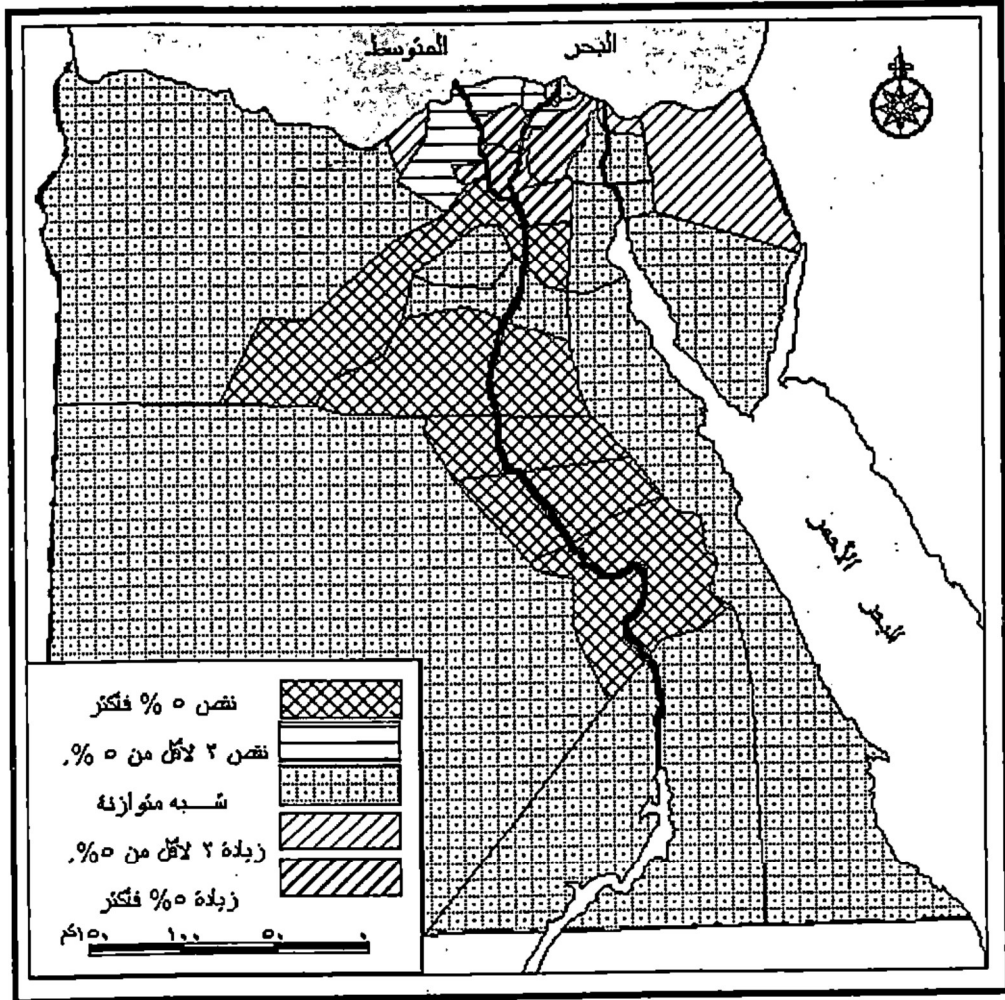 البحر المتوسط
البحر الأحمر
نقص ٥ % فأكثر
نقص ٢ لأقل من ٥ %.
شبه متوازنة
زيادة ٢ لأقل من ٥%.
زيادة ٥% فأكثر
٠ ٥٠ ١٠٠ ١٥٠كم